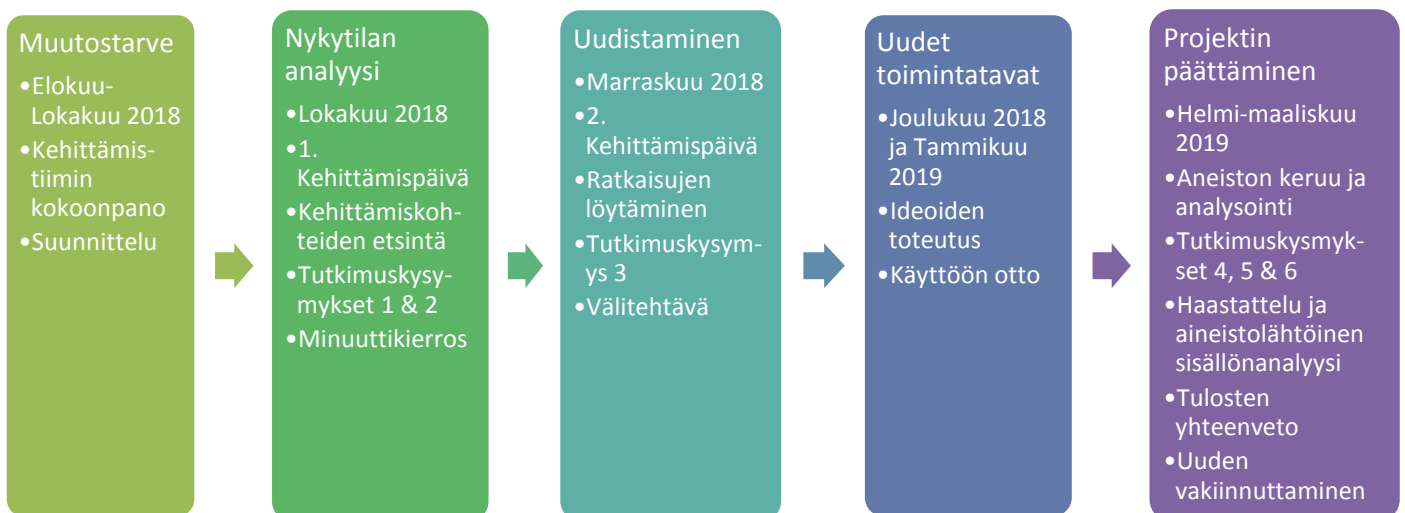 Muutostarve
•Elokuu-
Lokakuu 2018
•Kehittämis-
tiimin
kokoonpano
•Suunnittelu
Nykytilan
analyysi
•Lokakuu 2018
•1.
Kehittämispäivä
•Kehittämiskoh-
teiden etsintä
•Tutkimuskysy-
mykset 1 & 2
•Minuuttikierros
Uudistaminen
•Marraskuu 2018
•2.
Kehittämispäivä
•Ratkaisujen
löytäminen
•Tutkimuskysym-
ys 3
•Välitehtävä
Uudet
toimintatavat
•Joulukuu 2018
ja Tammikuu
2019
•Ideoiden
toteutus
•Käyttöön otto
Projektin
päättäminen
•Helmi-maaliskuu
2019
•Aneiston keruu ja
analysointi
•Tutkimuskysmyk-
set 4, 5 & 6
•Haastattelu ja
aineistolähtöinen
sisällönanalyysi
•Tulosten
yhteenveto
•Uuden
vakiinnuttaminen